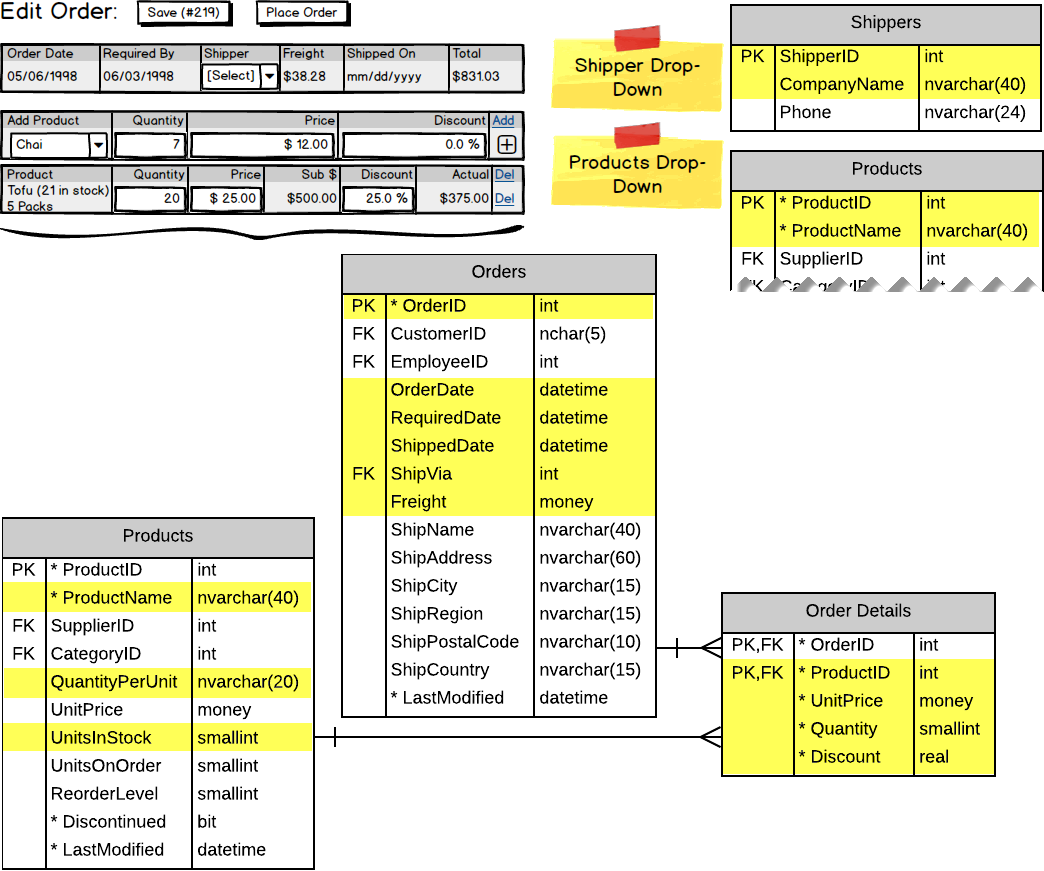 Edit Order:
Save (#219)
Place Order
Order Date Required By Shipper Freight Shipped On Total
05/06/1998 06/03/1998 [Select] $38.28 mm/dd/yyyy $831.03
Add Product Quantity Price Discount Add
Chai 7 $ 12.00 0.0 %
Product Quantity Price Sub $ Discount Actual Del
Tofu (21 in stock)
5 Packs 20 $ 25.00 $500.00 25.0 % $375.00 Del
Shipper Drop-
Down
Products Drop-
Down
Shippers
PK ShipperID int
CompanyName nvarchar(40)
Phone nvarchar(24)
Products
PK * ProductID int
* ProductName nvarchar(40)
FK SupplierID int
Orders
PK * OrderID int
FK CustomerID nchar(5)
FK EmployeeID int
OrderDate datetime
RequiredDate datetime
ShippedDate datetime
FK ShipVia int
Freight money
ShipName nvarchar(40)
ShipAddress nvarchar(60)
ShipCity nvarchar(15)
ShipRegion nvarchar(15)
ShipPostalCode nvarchar(10)
ShipCountry nvarchar(15)
* LastModified datetime
Products
PK * ProductID int
* ProductName nvarchar(40)
FK SupplierID int
FK CategoryID int
QuantityPerUnit nvarchar(20)
UnitPrice money
UnitsInStock smallint
UnitsOnOrder smallint
ReorderLevel smallint
* Discontinued bit
* LastModified datetime
Order Details
PK,FK * OrderID int
PK,FK * ProductID int
* UnitPrice money
* Quantity smallint
* Discount real